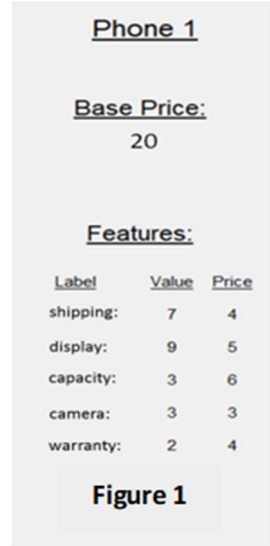 Phone 1
Base Price:
20
Features:
Label Value Price
shipping: 7 4
display: 9 5
capacity: 3 6
camera: 3 3
warranty: 2 4
Figure 1